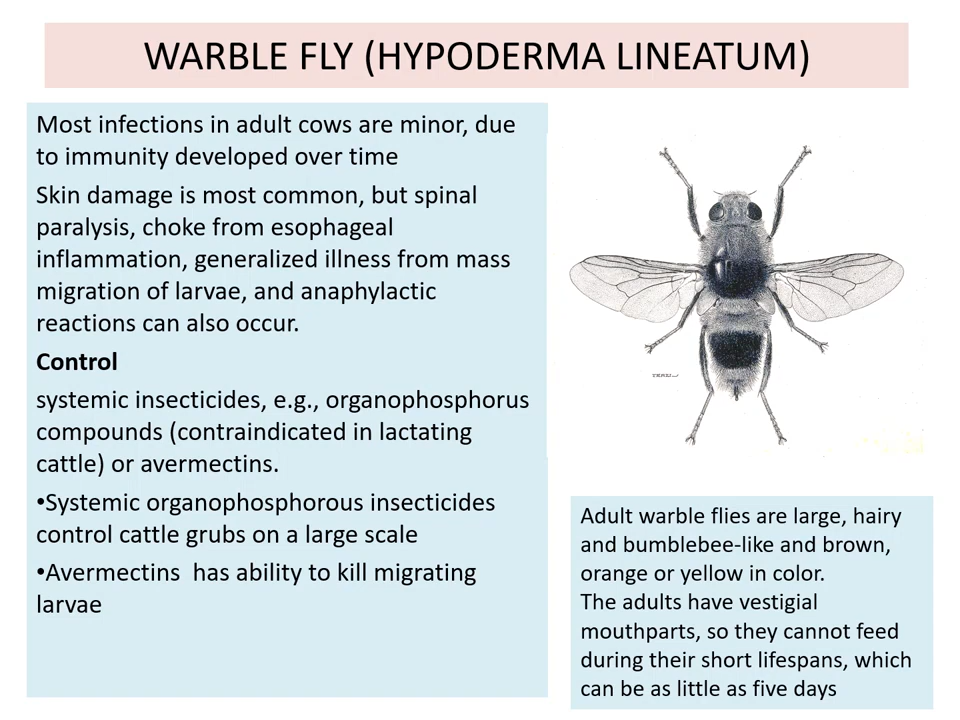 WARBLE FLY (HYPODERMA LINEATUM)
Most infections in adult cows are minor, due
to immunity developed over time
Skin damage is most common, but spinal
paralysis, choke from esophageal
inflammation, generalized illness from mass
migration of larvae, and anaphylactic
reactions can also occur.
Control
systemic insecticides, e.g., organophosphorus
compounds (contraindicated in lactating
cattle) or avermectins.
•Systemic organophosphorous insecticides
control cattle grubs on a large scale
•Avermectins  has ability to kill migrating
larvae
Adult warble flies are large, hairy
and bumblebee-like and brown,
orange or yellow in color.
The adults have vestigial
mouthparts, so they cannot feed
during their short lifespans, which
can be as little as five days